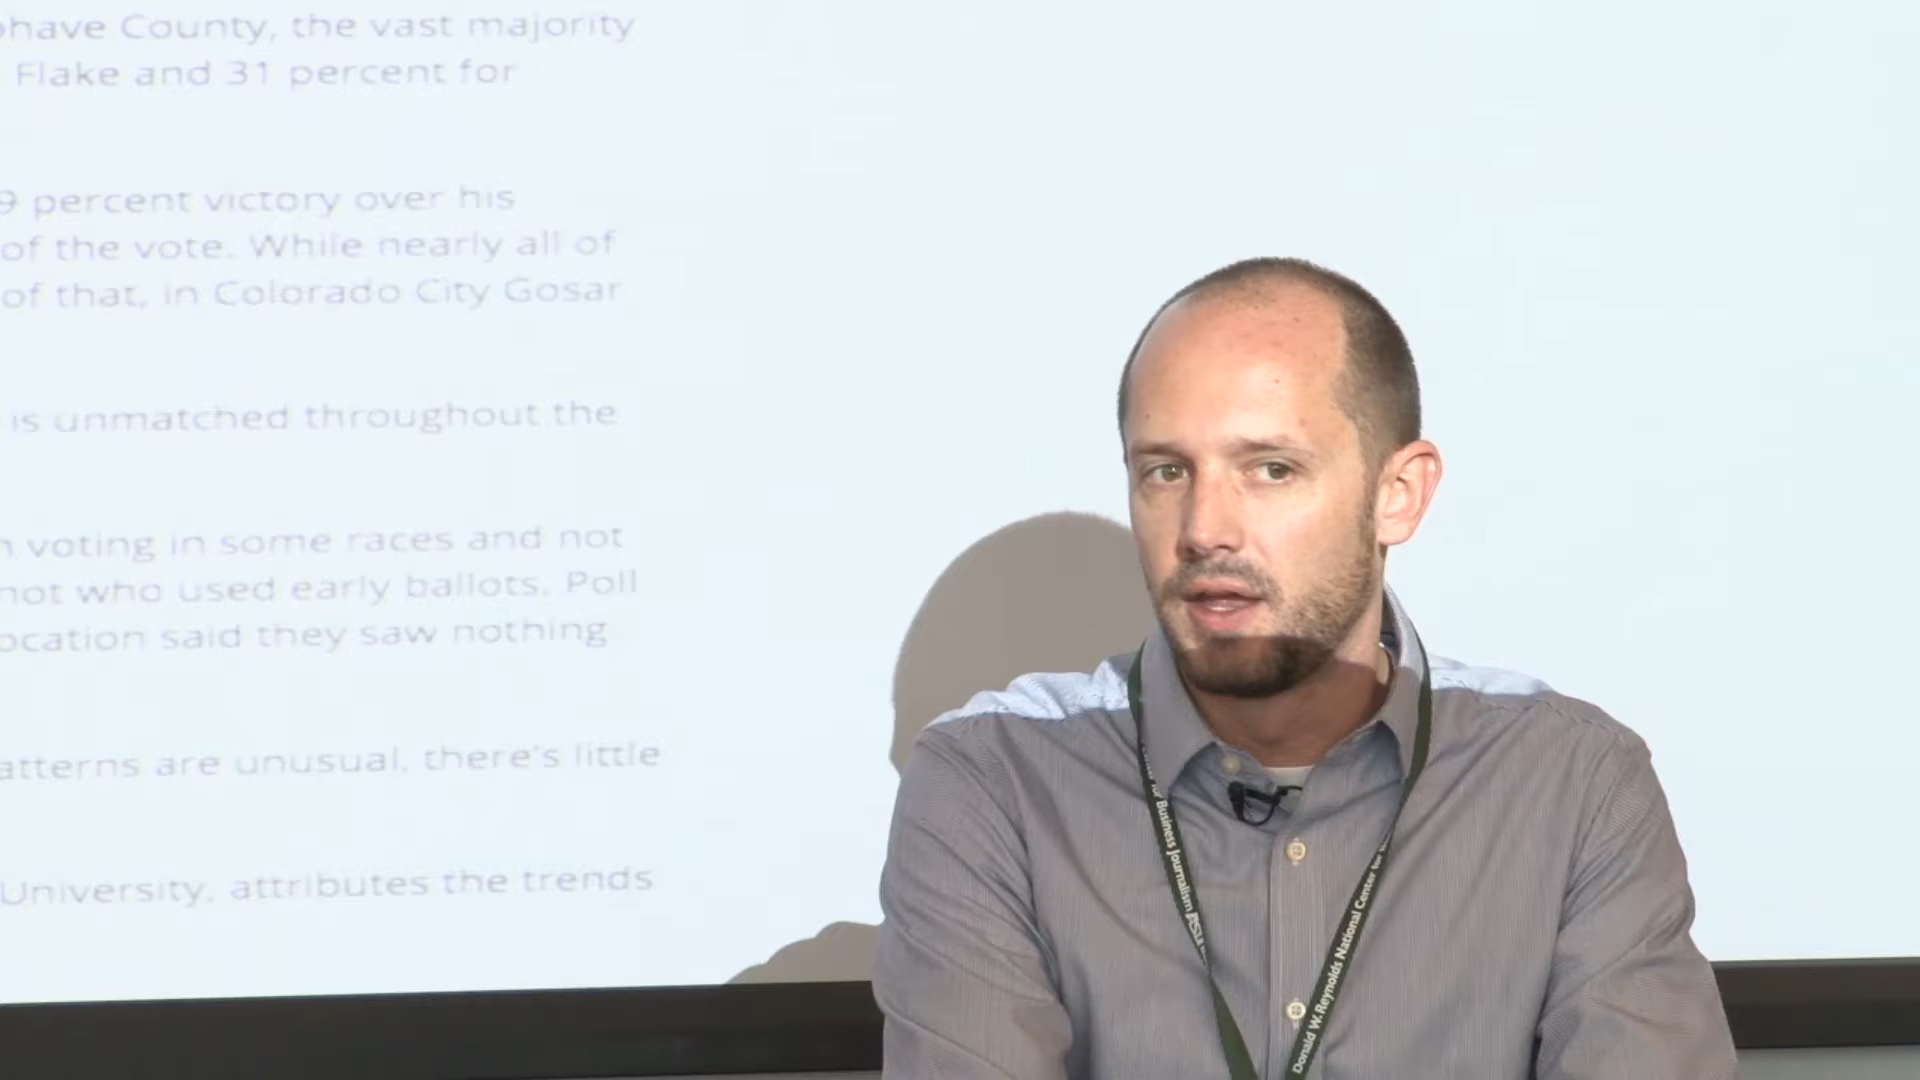 have County, the vast majority
Flake and 31 percent for
9 percent victory over his
of the vote. While nearly all of
of that, in Colorado City Gosar
is unmatched throughout the
n voting in some races and not
not who used early ballots. Poll
ocation said they saw nothing
atterns are unusual, there's little
University, attributes the trends
for Business Journalism ASU
Donald W. Reynolds National Center for